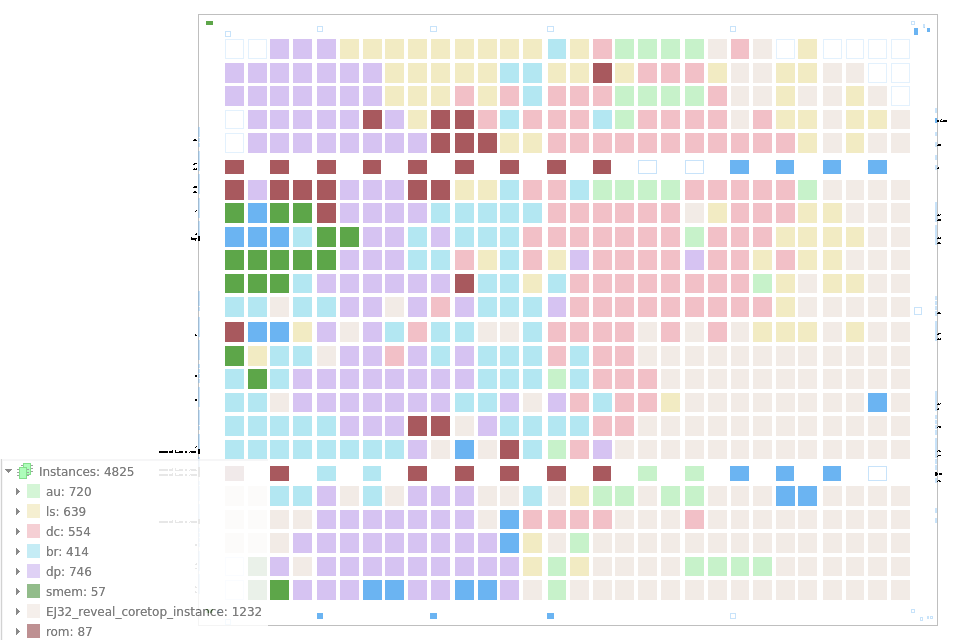 Instances: 4825
au: 720
ls: 639
dc: 554
br: 414
dp: 746
smem: 57
EJ32_reveal_coretop_instance: 1232
rom: 87